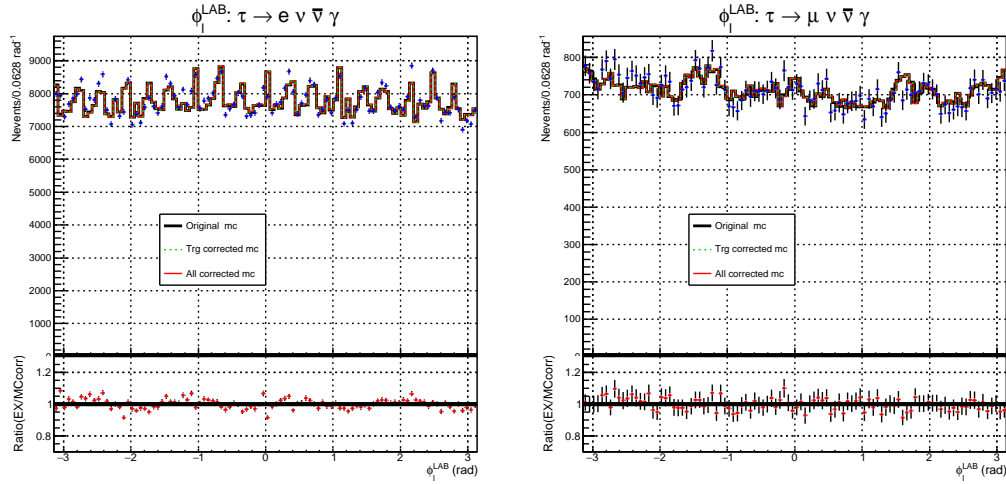 ϕ_l^LAB: τ → e ν ν̄ γ
Nevents/0.0628 rad⁻¹
9000
8000
7000
6000
5000
4000
3000
2000
1000
0
Original mc
Trg corrected mc
All corrected mc
Ratio(EX/MCcorr)
1.2
1
0.8
−3 −2 −1 0 1 2 3
ϕ_l^LAB (rad)
ϕ_l^LAB: τ → μ ν ν̄ γ
Nevents/0.0628 rad⁻¹
800
700
600
500
400
300
200
100
0
Original mc
Trg corrected mc
All corrected mc
Ratio(EX/MCcorr)
1.2
1
0.8
−3 −2 −1 0 1 2 3
ϕ_l^LAB (rad)